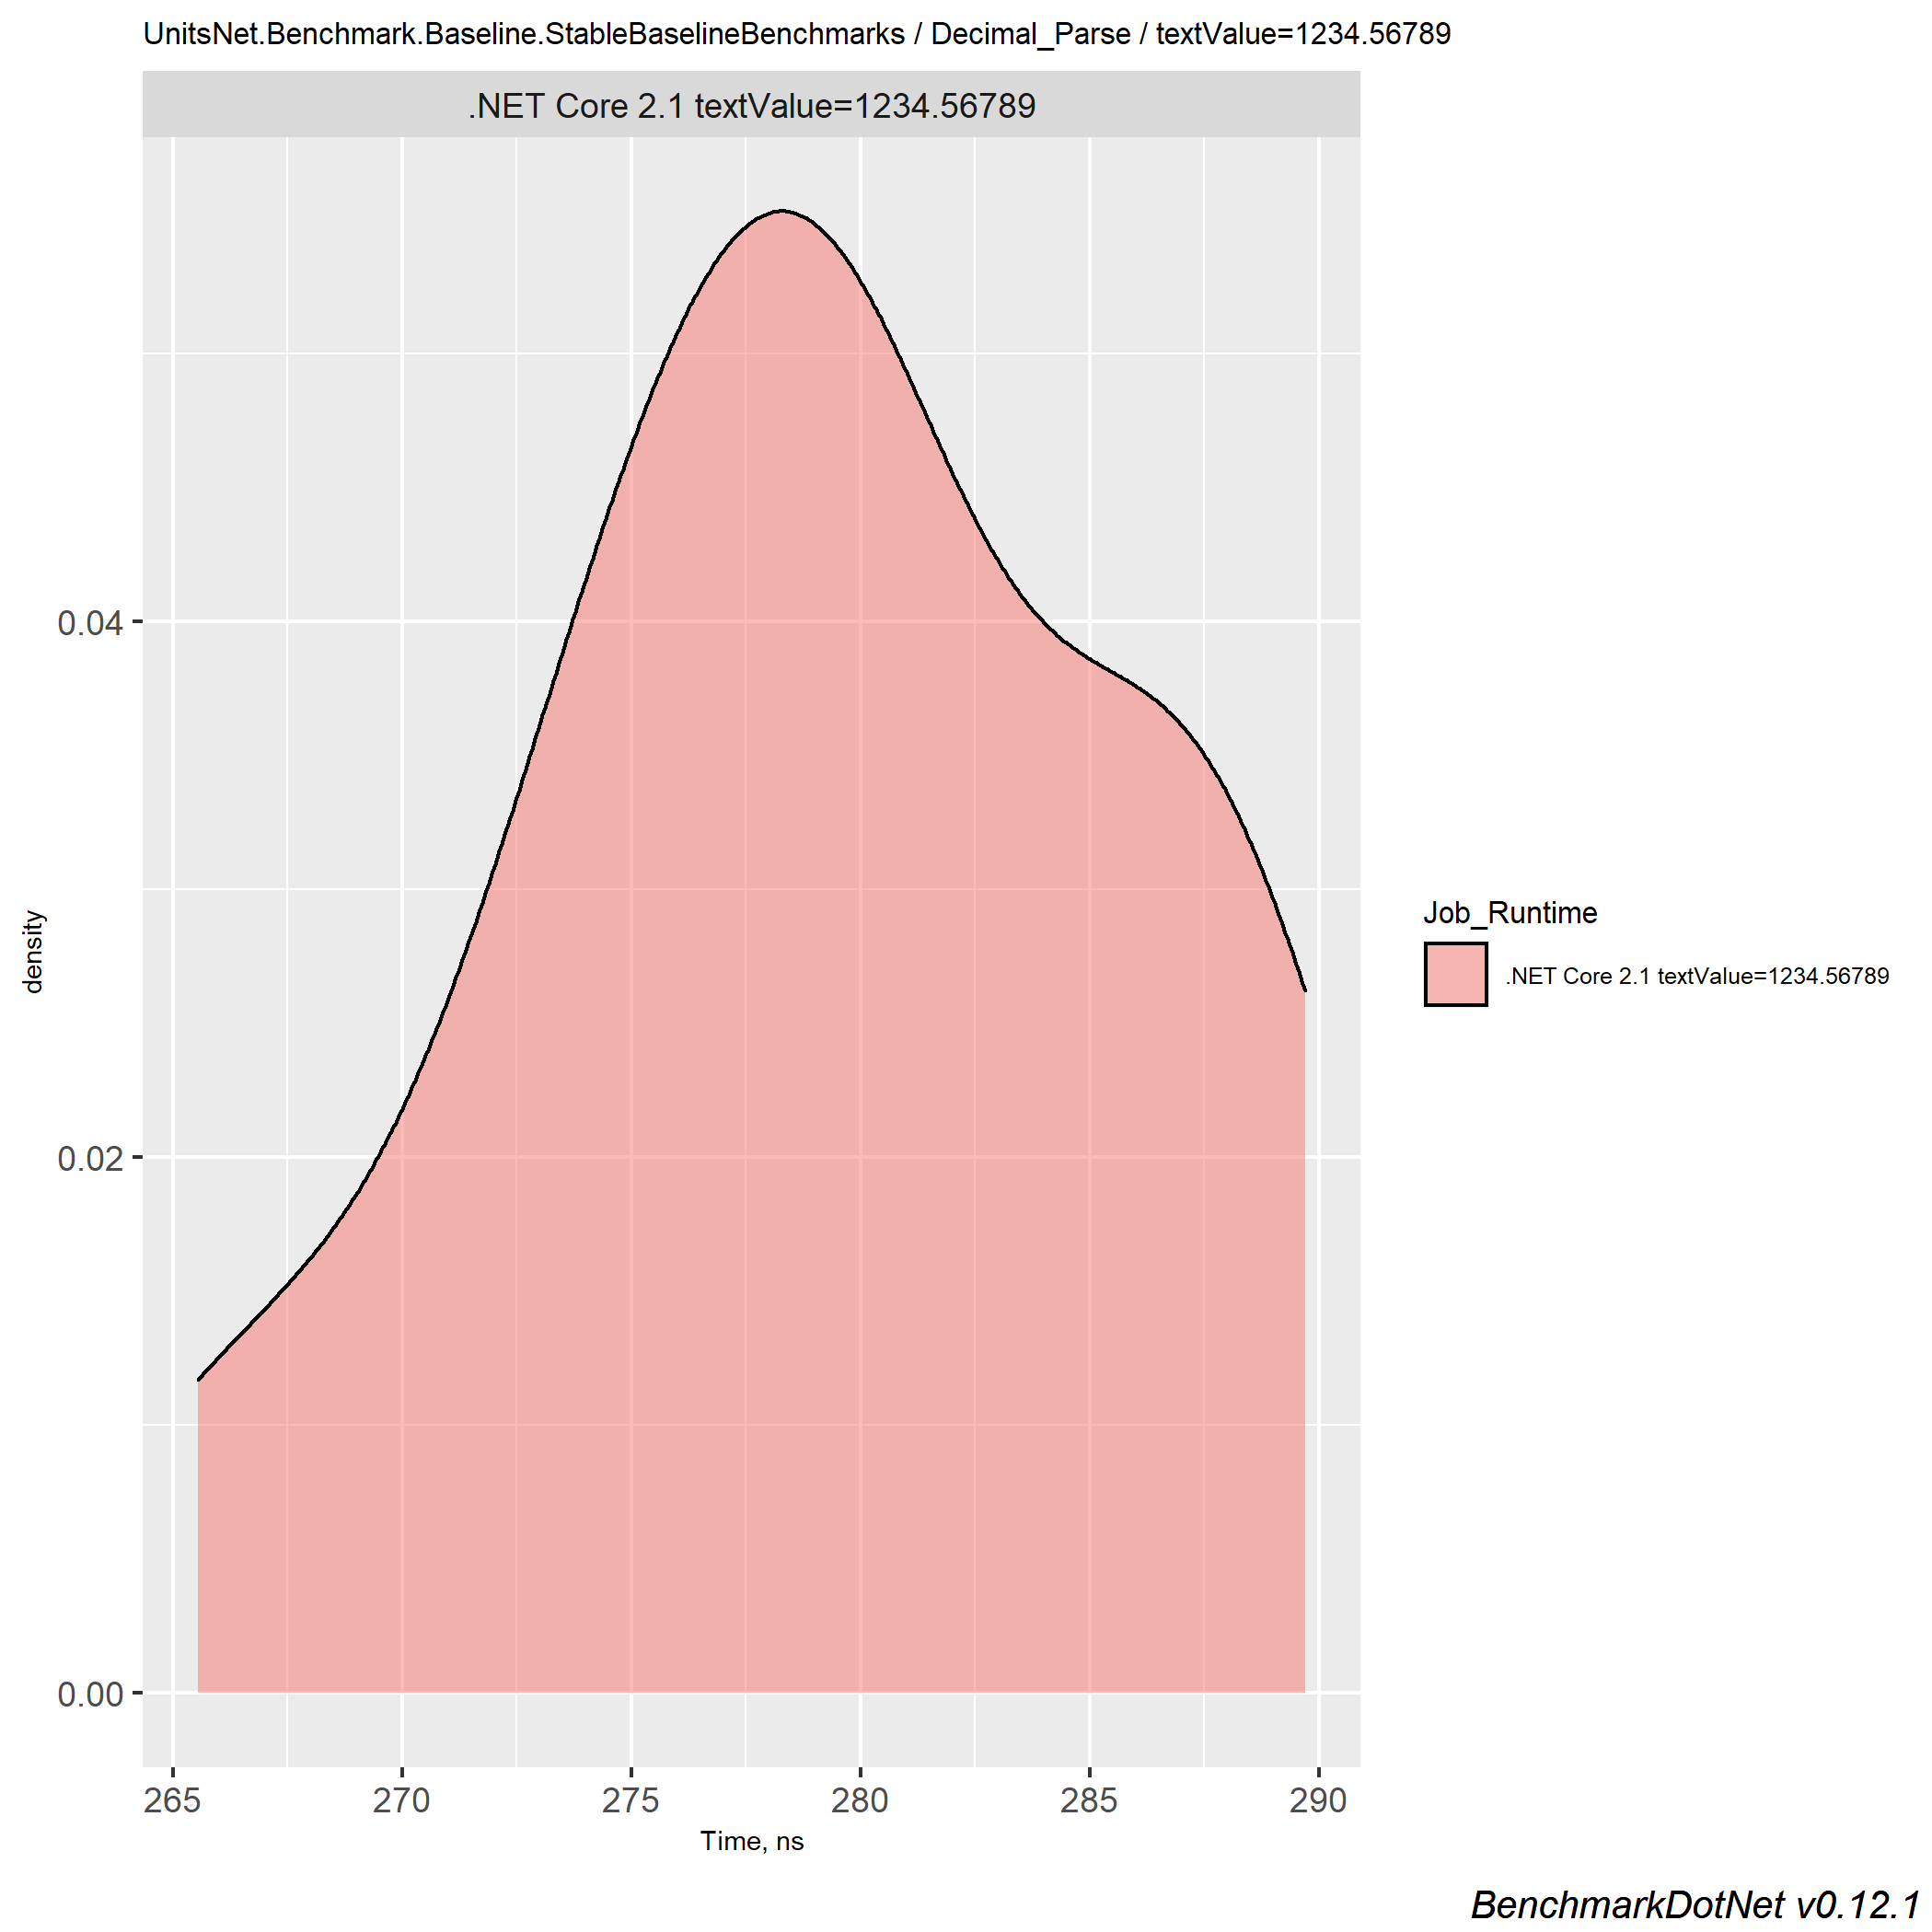 UnitsNet.Benchmark.Baseline.StableBaselineBenchmarks / Decimal_Parse / textValue=1234.56789
.NET Core 2.1 textValue=1234.56789
0.04
0.02
0.00
density
265 270 275 280 285 290
Time, ns
Job_Runtime
.NET Core 2.1 textValue=1234.56789
BenchmarkDotNet v0.12.1